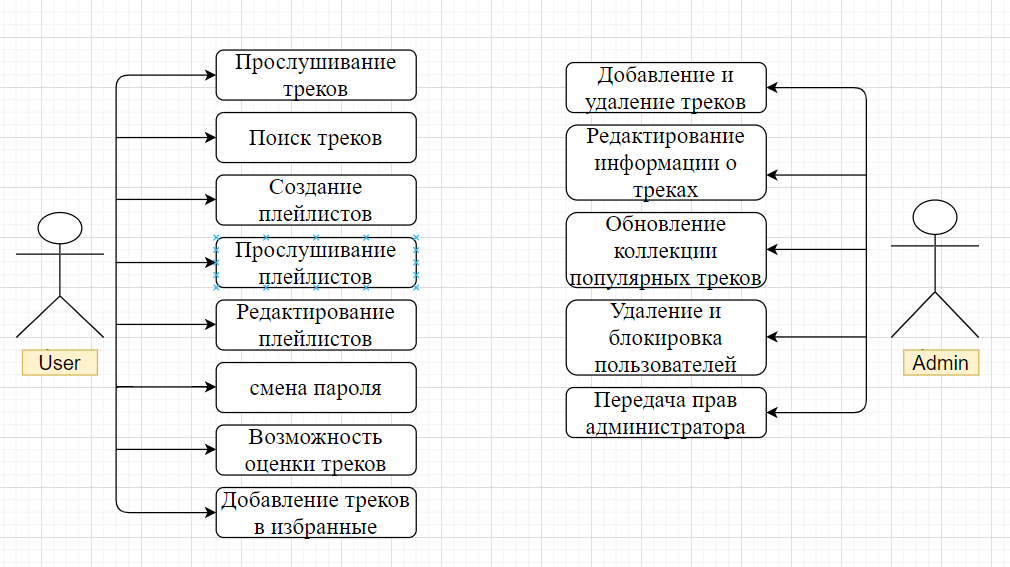 Прослушивание
треков
Поиск треков
Создание
плейлистов
Прослушивание
плейлистов
Редактирование
плейлистов
смена пароля
Возможность
оценки треков
Добавление треков
в избранные
User
Добавление и
удаление треков
Редактирование
информации о
треках
Обновление
коллекции
популярных треков
Удаление и
блокировка
пользователей
Передача прав
администратора
Admin